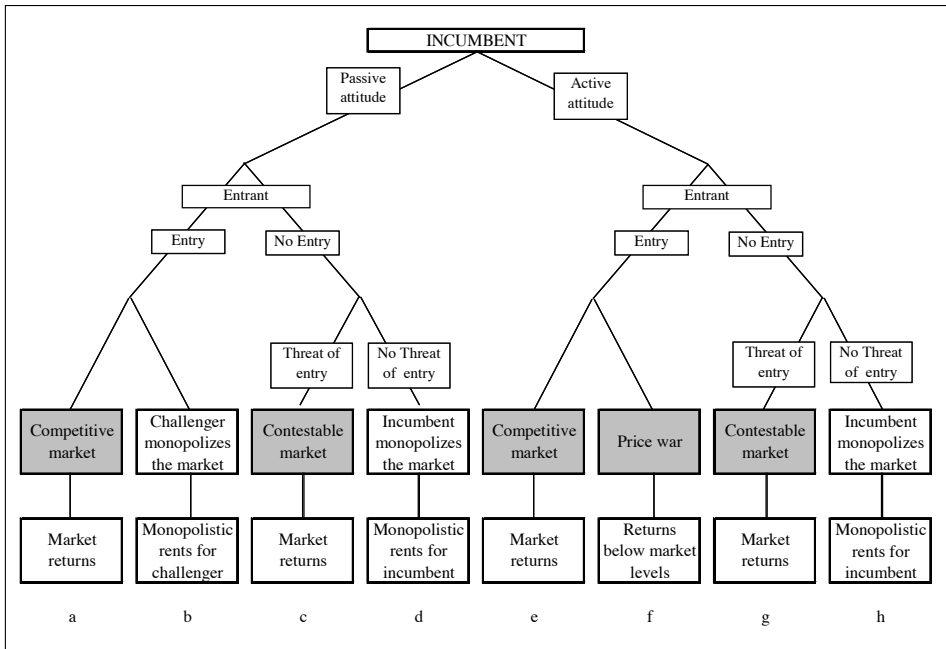 INCUMBENT
Passive
attitude
Active
attitude
Entrant
Entrant
Entry
No Entry
Entry
No Entry
Threat of
entry
No Threat
of entry
Threat of
entry
No Threat
of entry
Competitive
market
Challenger
monopolizes
the market
Contestable
market
Incumbent
monopolizes
the market
Competitive
market
Price war
Contestable
market
Incumbent
monopolizes
the market
Market
returns
Monopolistic
rents for
challenger
Market
returns
Monopolistic
rents for
incumbent
Market
returns
Returns
below market
levels
Market
returns
Monopolistic
rents for
incumbent
a b c d e f g h